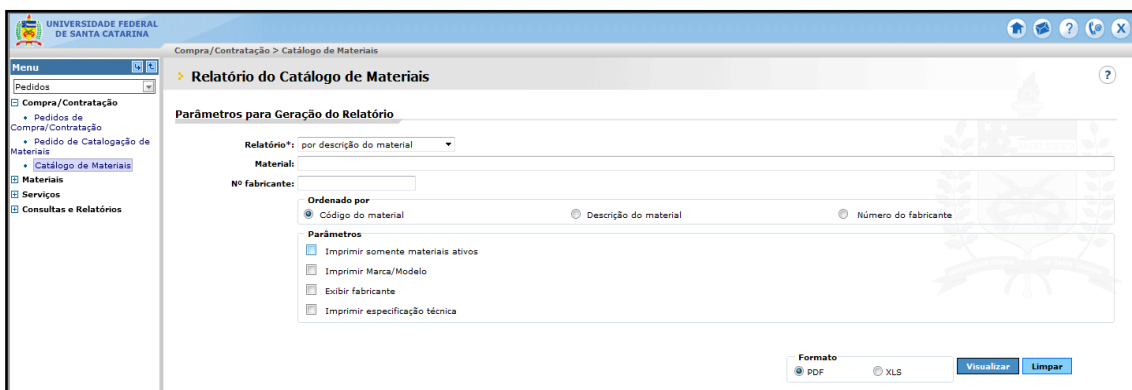 UNIVERSIDADE FEDERAL
DE SANTA CATARINA
?
X
Compra/Contratação > Catálogo de Materiais
Menu
Pedidos
Compra/Contratação
Pedidos de
Compra/Contratação
Pedido de Catalogação de
Materiais
Catálogo de Materiais
Materiais
Serviços
Consultas e Relatórios
Relatório do Catálogo de Materiais
?
Parâmetros para Geração do Relatório
Relatório*: por descrição do material
Material:
Nº fabricante:
Ordenado por
Código do material Descrição do material Número do fabricante
Parâmetros
Imprimir somente materiais ativos
Imprimir Marca/Modelo
Exibir fabricante
Imprimir especificação técnica
Formato
PDF XLS Visualizar Limpar